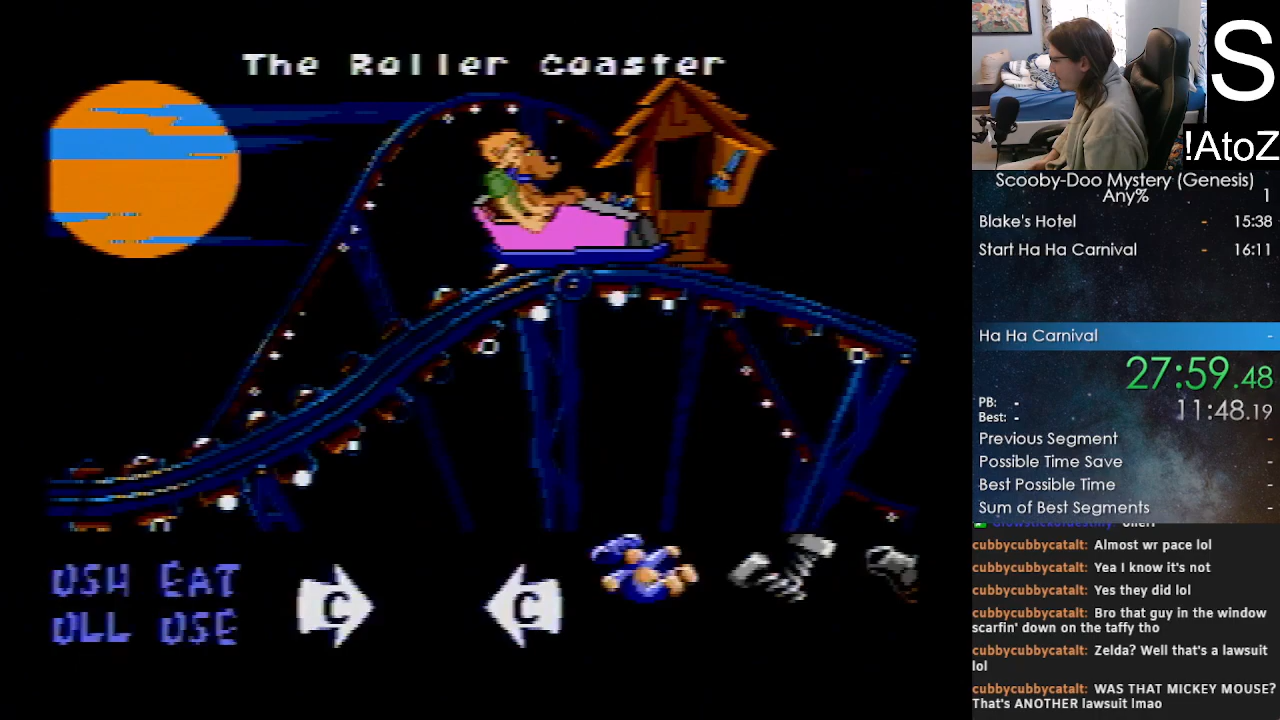 The Roller Coaster
USH EAT
C C
ULL USE
S
!AtoZ
Scooby-Doo Mystery (Genesis)
Any% 1
Blake's Hotel - 15:38
Start Ha Ha Carnival - 16:11
Ha Ha Carnival -
27:59.48
PB: -
11:48.19
Best: -
Previous Segment -
Possible Time Save -
Best Possible Time -
Sum of Best Segments -
cubbycubbycatalt: Almost wr pace lol
cubbycubbycatalt: Yea I know it's not
cubbycubbycatalt: Yes they did lol
cubbycubbycatalt: Bro that guy in the window
scarfin' down on the taffy tho
cubbycubbycatalt: Zelda? Well that's a lawsuit
lol
cubbycubbycatalt: WAS THAT MICKEY MOUSE?
That's ANOTHER lawsuit lmao